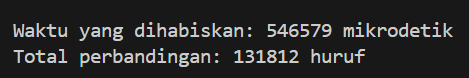 Waktu yang dihabiskan: 546579 mikrodetik
Total perbandingan: 131812 huruf